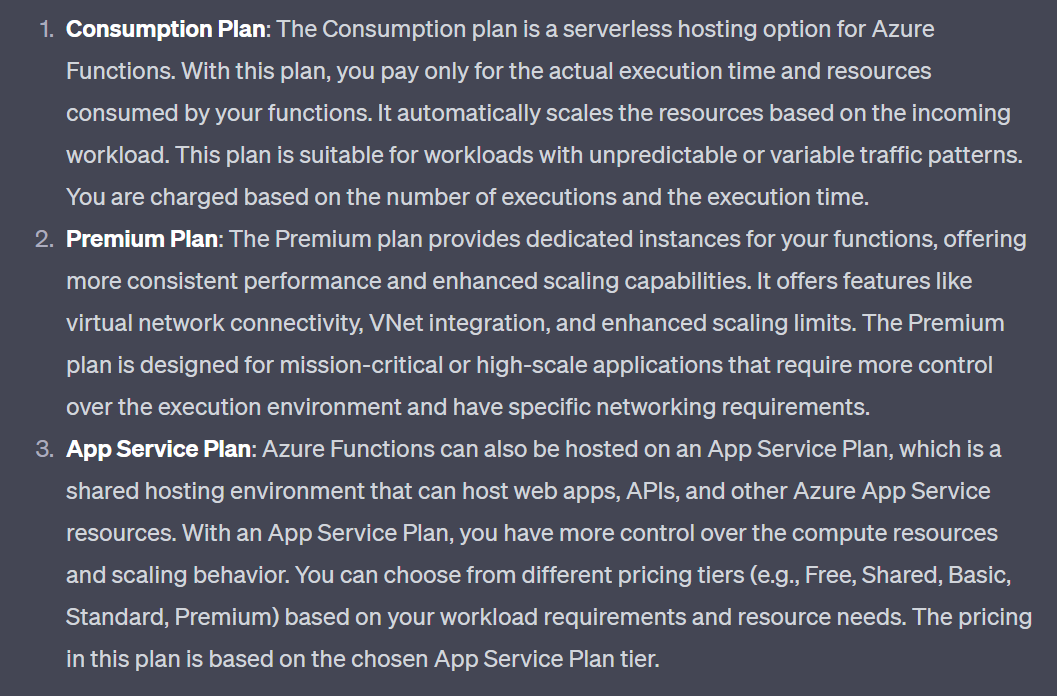 1. Consumption Plan: The Consumption plan is a serverless hosting option for Azure
Functions. With this plan, you pay only for the actual execution time and resources
consumed by your functions. It automatically scales the resources based on the incoming
workload. This plan is suitable for workloads with unpredictable or variable traffic patterns.
You are charged based on the number of executions and the execution time.
2. Premium Plan: The Premium plan provides dedicated instances for your functions, offering
more consistent performance and enhanced scaling capabilities. It offers features like
virtual network connectivity, VNet integration, and enhanced scaling limits. The Premium
plan is designed for mission-critical or high-scale applications that require more control
over the execution environment and have specific networking requirements.
3. App Service Plan: Azure Functions can also be hosted on an App Service Plan, which is a
shared hosting environment that can host web apps, APIs, and other Azure App Service
resources. With an App Service Plan, you have more control over the compute resources
and scaling behavior. You can choose from different pricing tiers (e.g., Free, Shared, Basic,
Standard, Premium) based on your workload requirements and resource needs. The pricing
in this plan is based on the chosen App Service Plan tier.